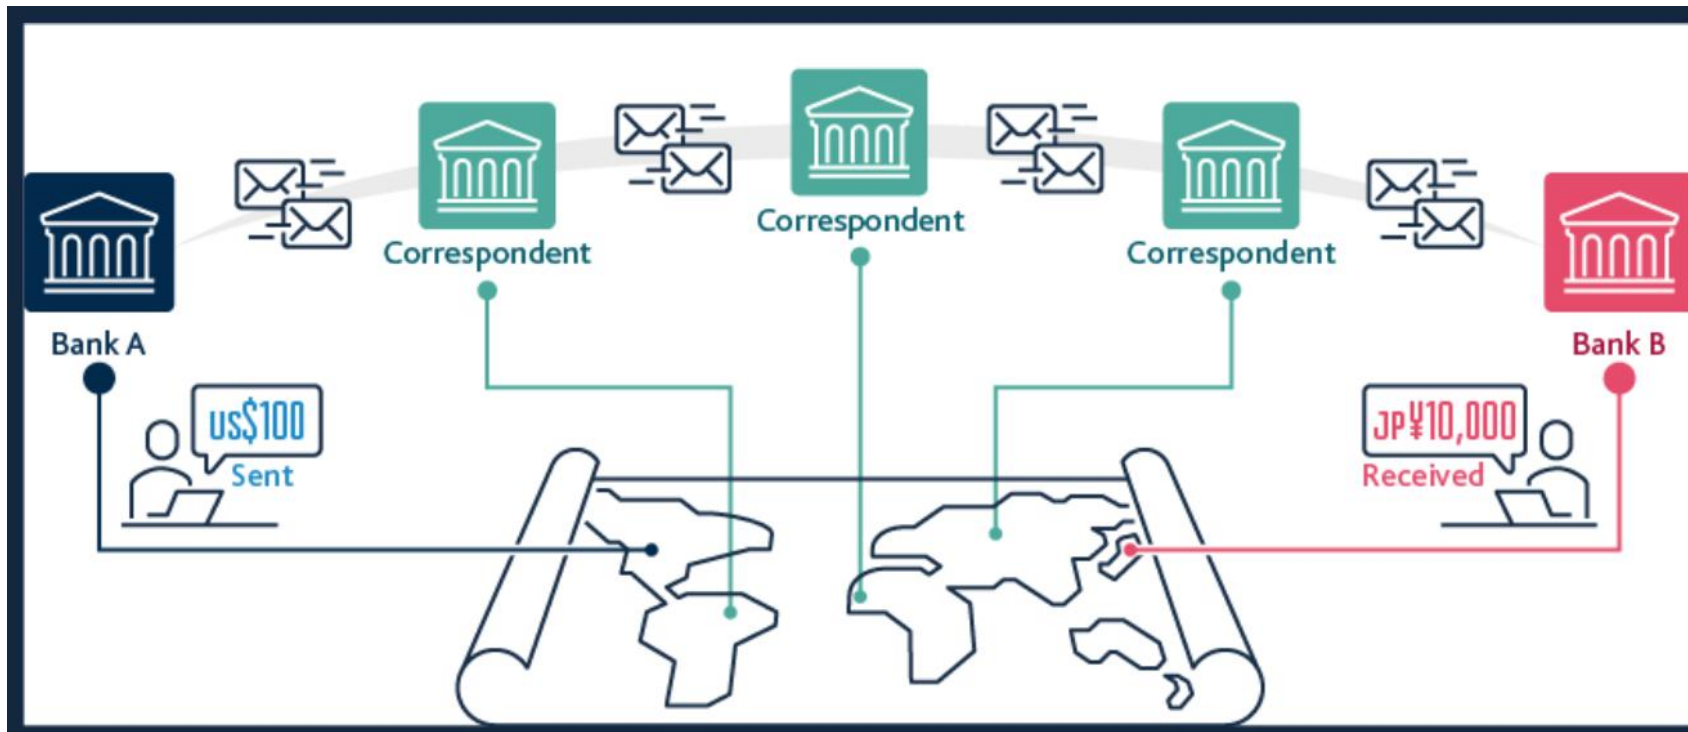 Correspondent
Correspondent
Correspondent
Bank A
Bank B
US$100
Sent
JP¥10,000
Received